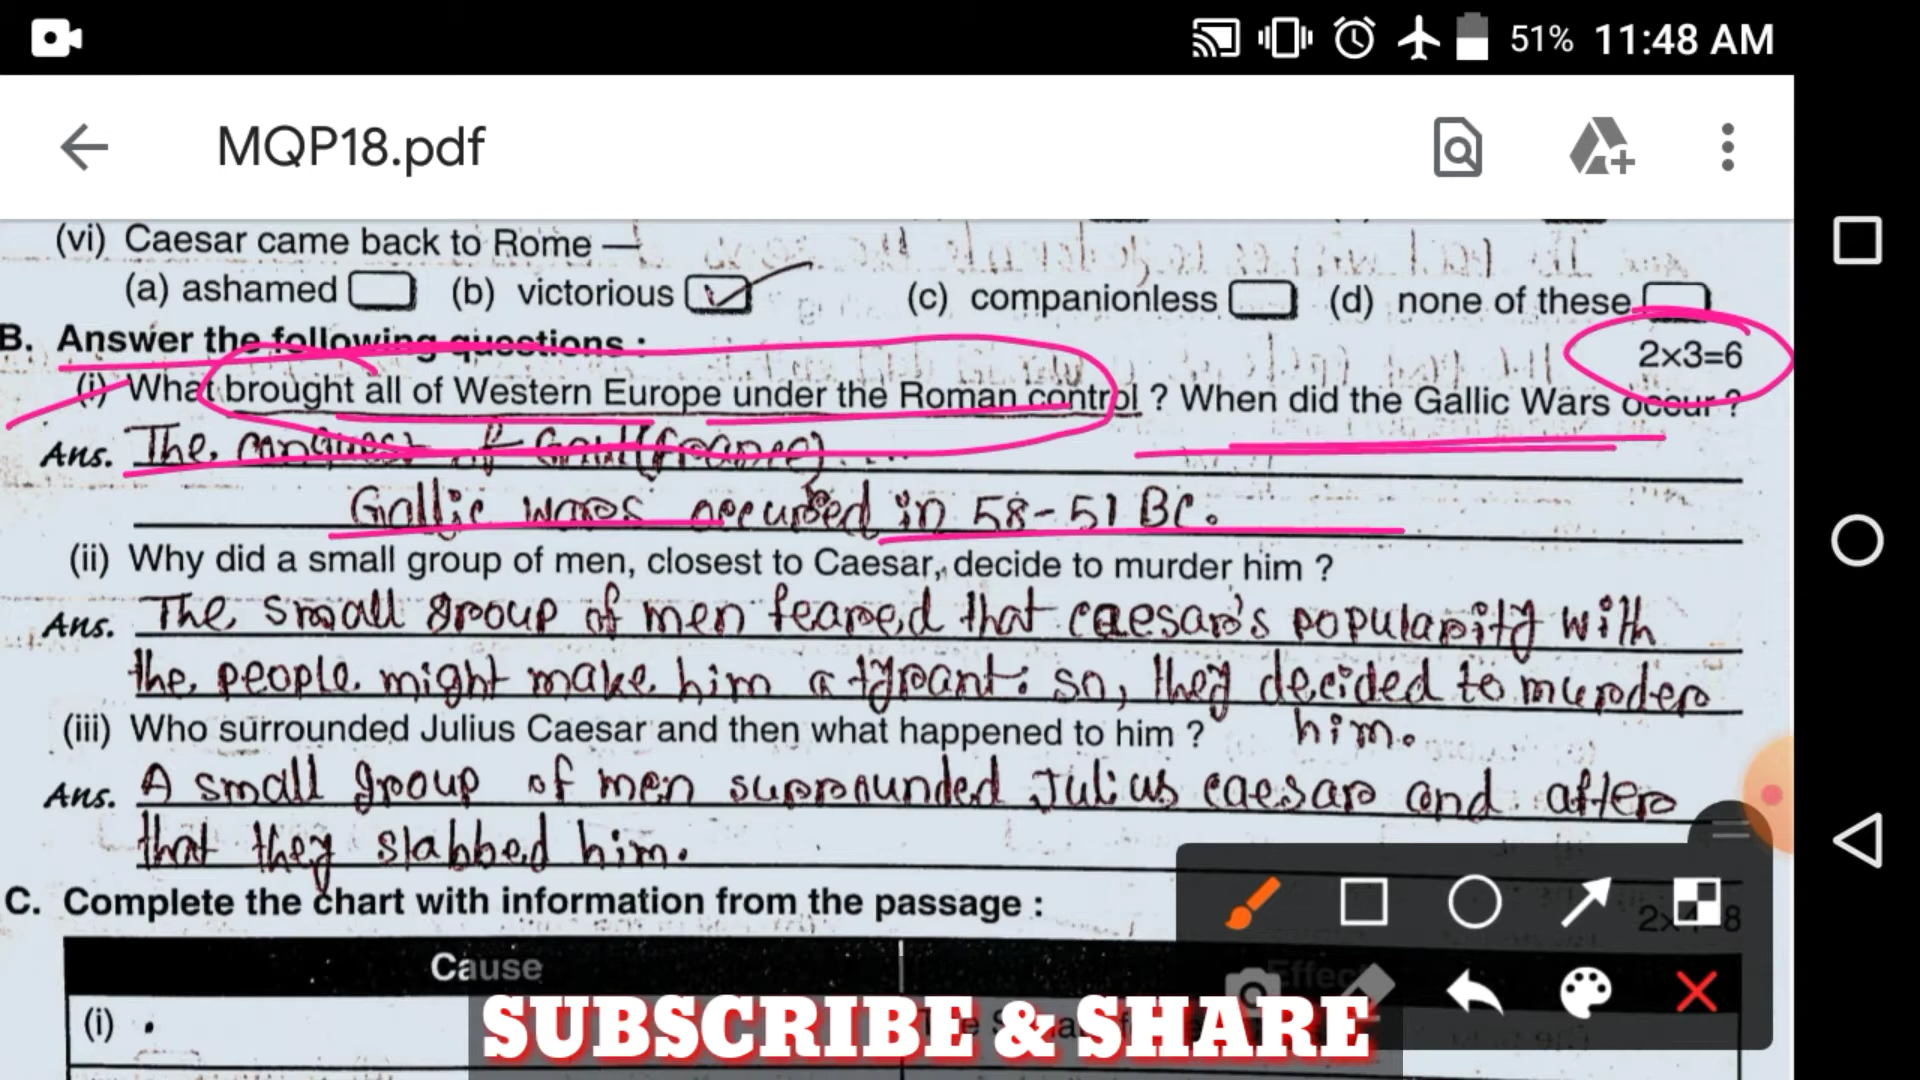 51% 11:48 AM
MQP18.pdf
(vi) Caesar came back to Rome —
(a) ashamed (b) victorious (c) companionless (d) none of these
B. Answer the following questions : 2×3=6
(i) What brought all of Western Europe under the Roman control ? When did the Gallic Wars occur ?
Ans. The conquest of Gaul (france).
Gallic wars occured in 58-51 BC.
(ii) Why did a small group of men, closest to Caesar, decide to murder him ?
Ans. The small group of men feared that caesar's popularity with
the people might make him a tyrant. so, they decided to murder
him.
(iii) Who surrounded Julius Caesar and then what happened to him ?
Ans. A small group of men surrounded Julius caesar and after
that they stabbed him.
C. Complete the chart with information from the passage :
Cause Effect
(i)
SUBSCRIBE & SHARE